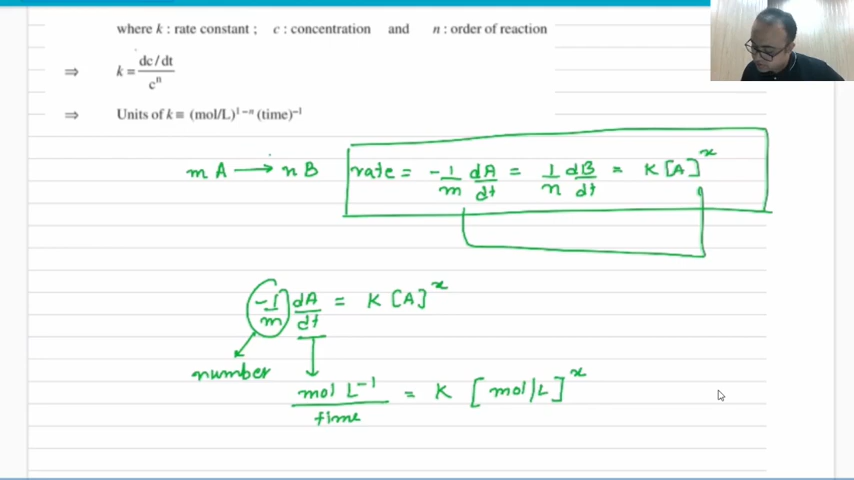 where k : rate constant ; c : concentration and n : order of reaction
⇒ k = dc/dt / cⁿ
⇒ Units of k ≡ (mol/L)¹⁻ⁿ (time)⁻¹
m A → n B rate = -1/m dA/dt = 1/n dB/dt = K [A]ˣ
-1/m dA/dt = K [A]ˣ
number
mol L⁻¹ / time = K [mol/L]ˣ